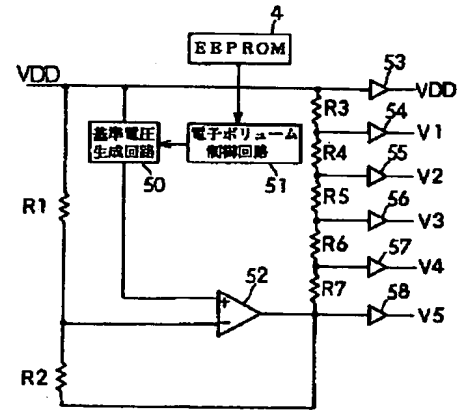 4
EEPROM
VDD
53
VDD
R3
54
V1
基準電圧
生成回路
50
電子ボリューム
制御回路
51
R4
55
V2
R5
56
V3
R1
R6
57
V4
52
R7
58
V5
+
−
R2